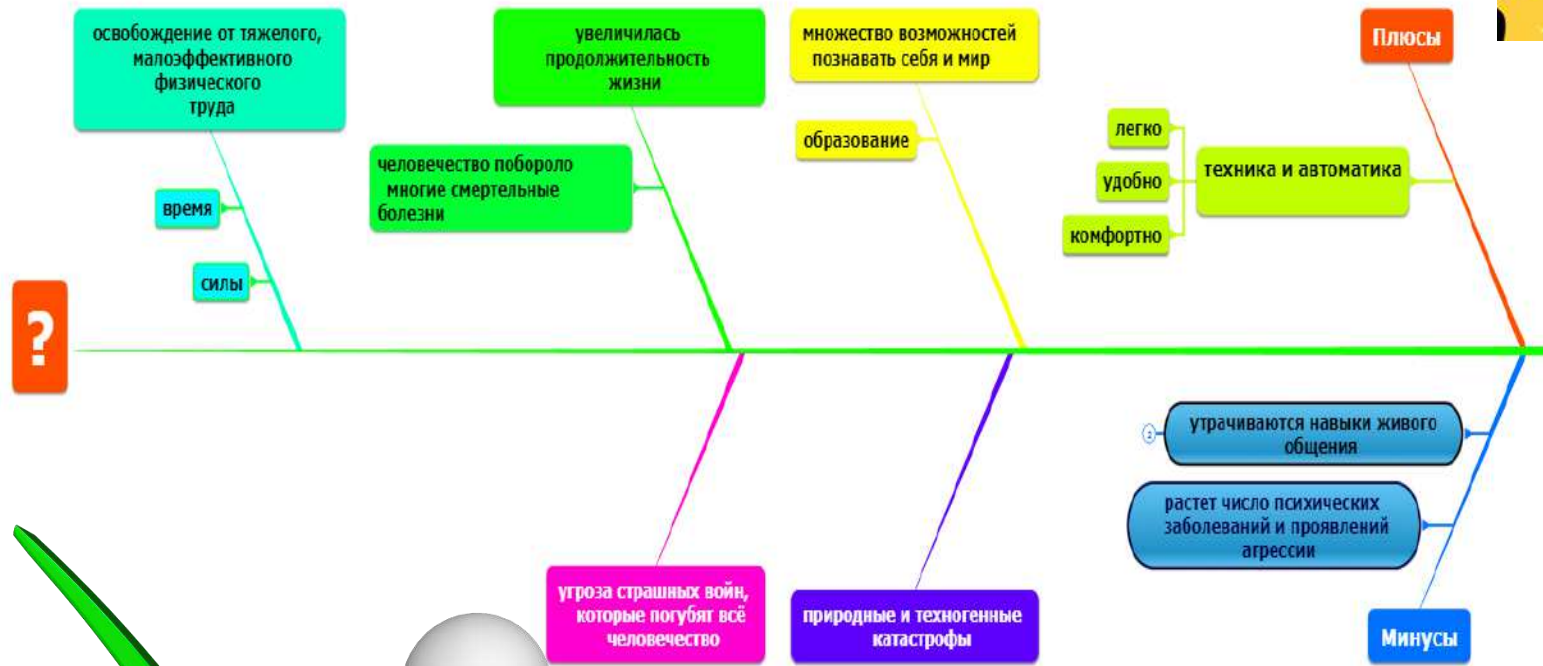 освобождение от тяжелого,
малоэффективного
физического
труда
время
силы
увеличилась
продолжительность
жизни
человечество побороло
многие смертельные
болезни
множество возможностей
познавать себя и мир
образование
Плюсы
легко
удобно
комфортно
техника и автоматика
?
утрачиваются навыки живого
общения
растет число психических
заболеваний и проявлений
агрессии
угроза страшных войн,
которые погубят всё
человечество
природные и техногенные
катастрофы
Минусы